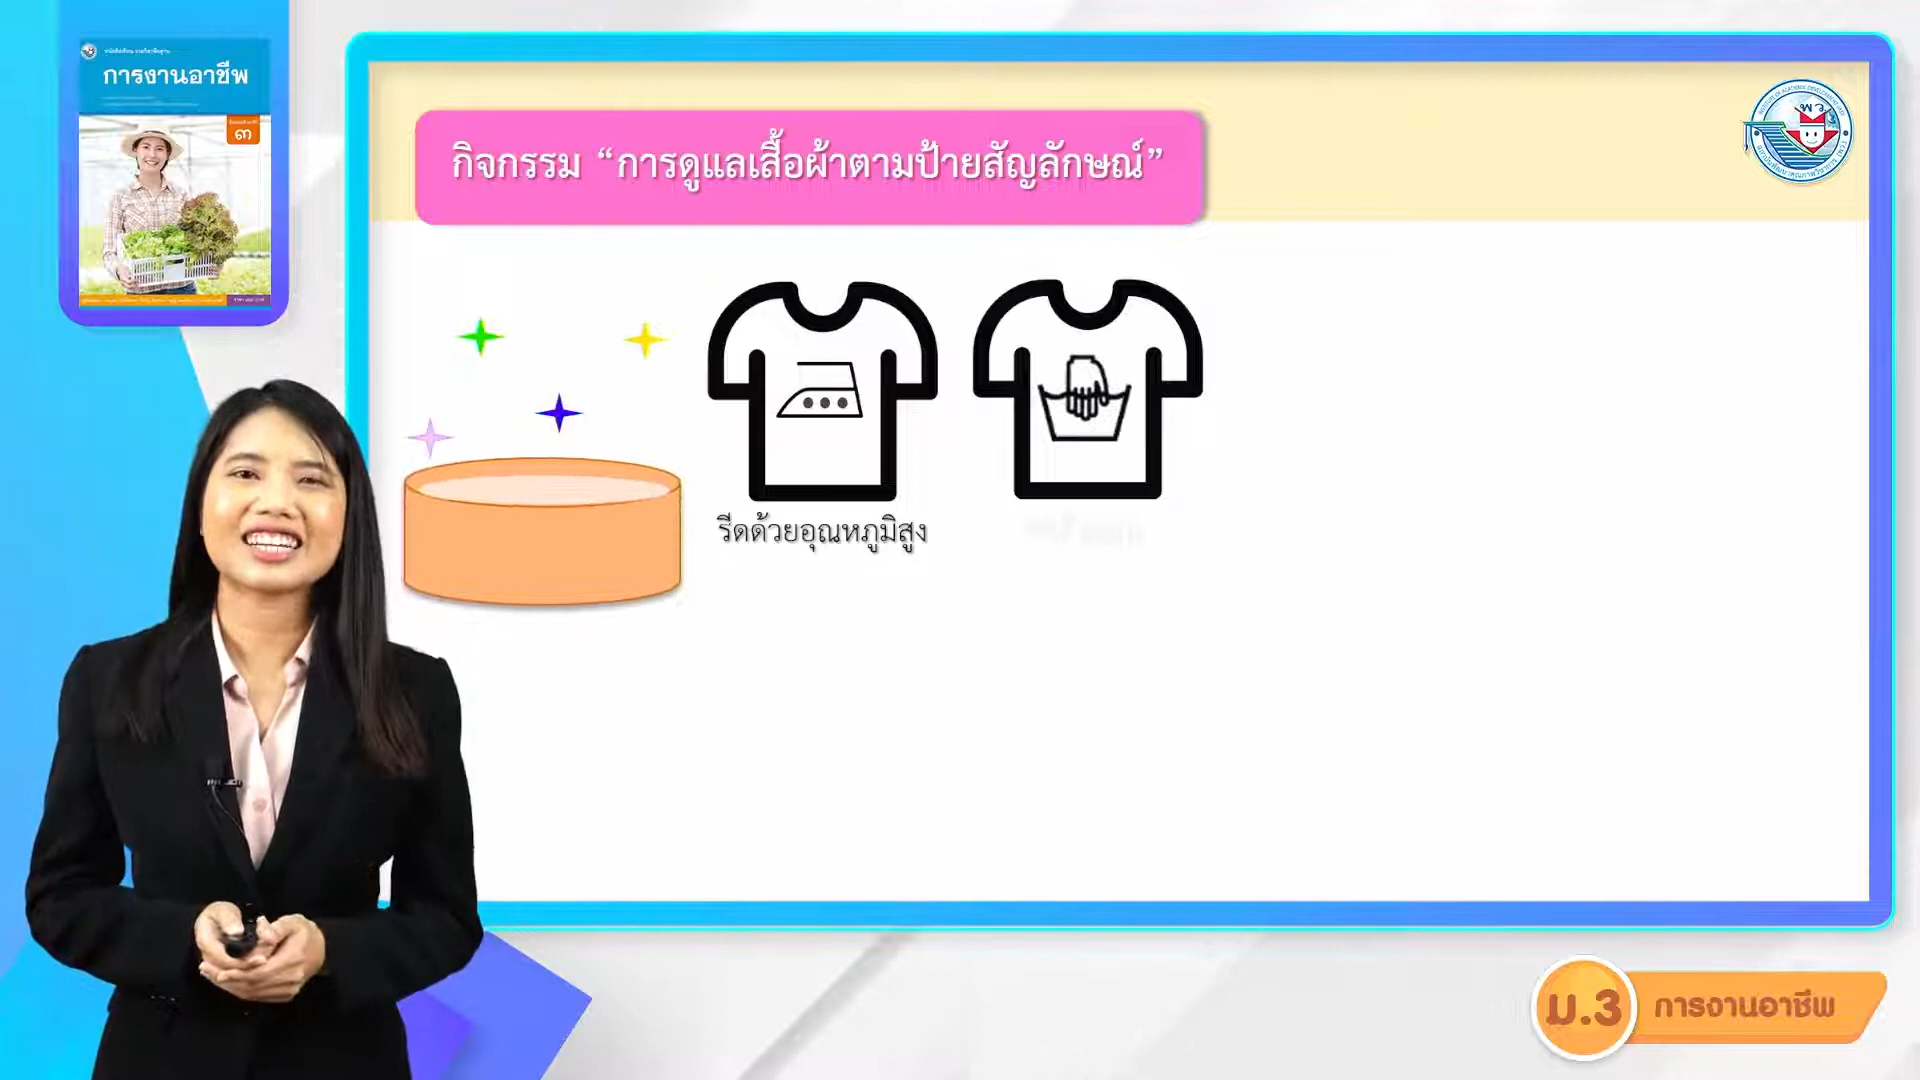 การงานอาชีพ
๓
กิจกรรม “การดูแลเสื้อผ้าตามป้ายสัญลักษณ์”
พว
รีดด้วยอุณหภูมิสูง
ม.3 การงานอาชีพ